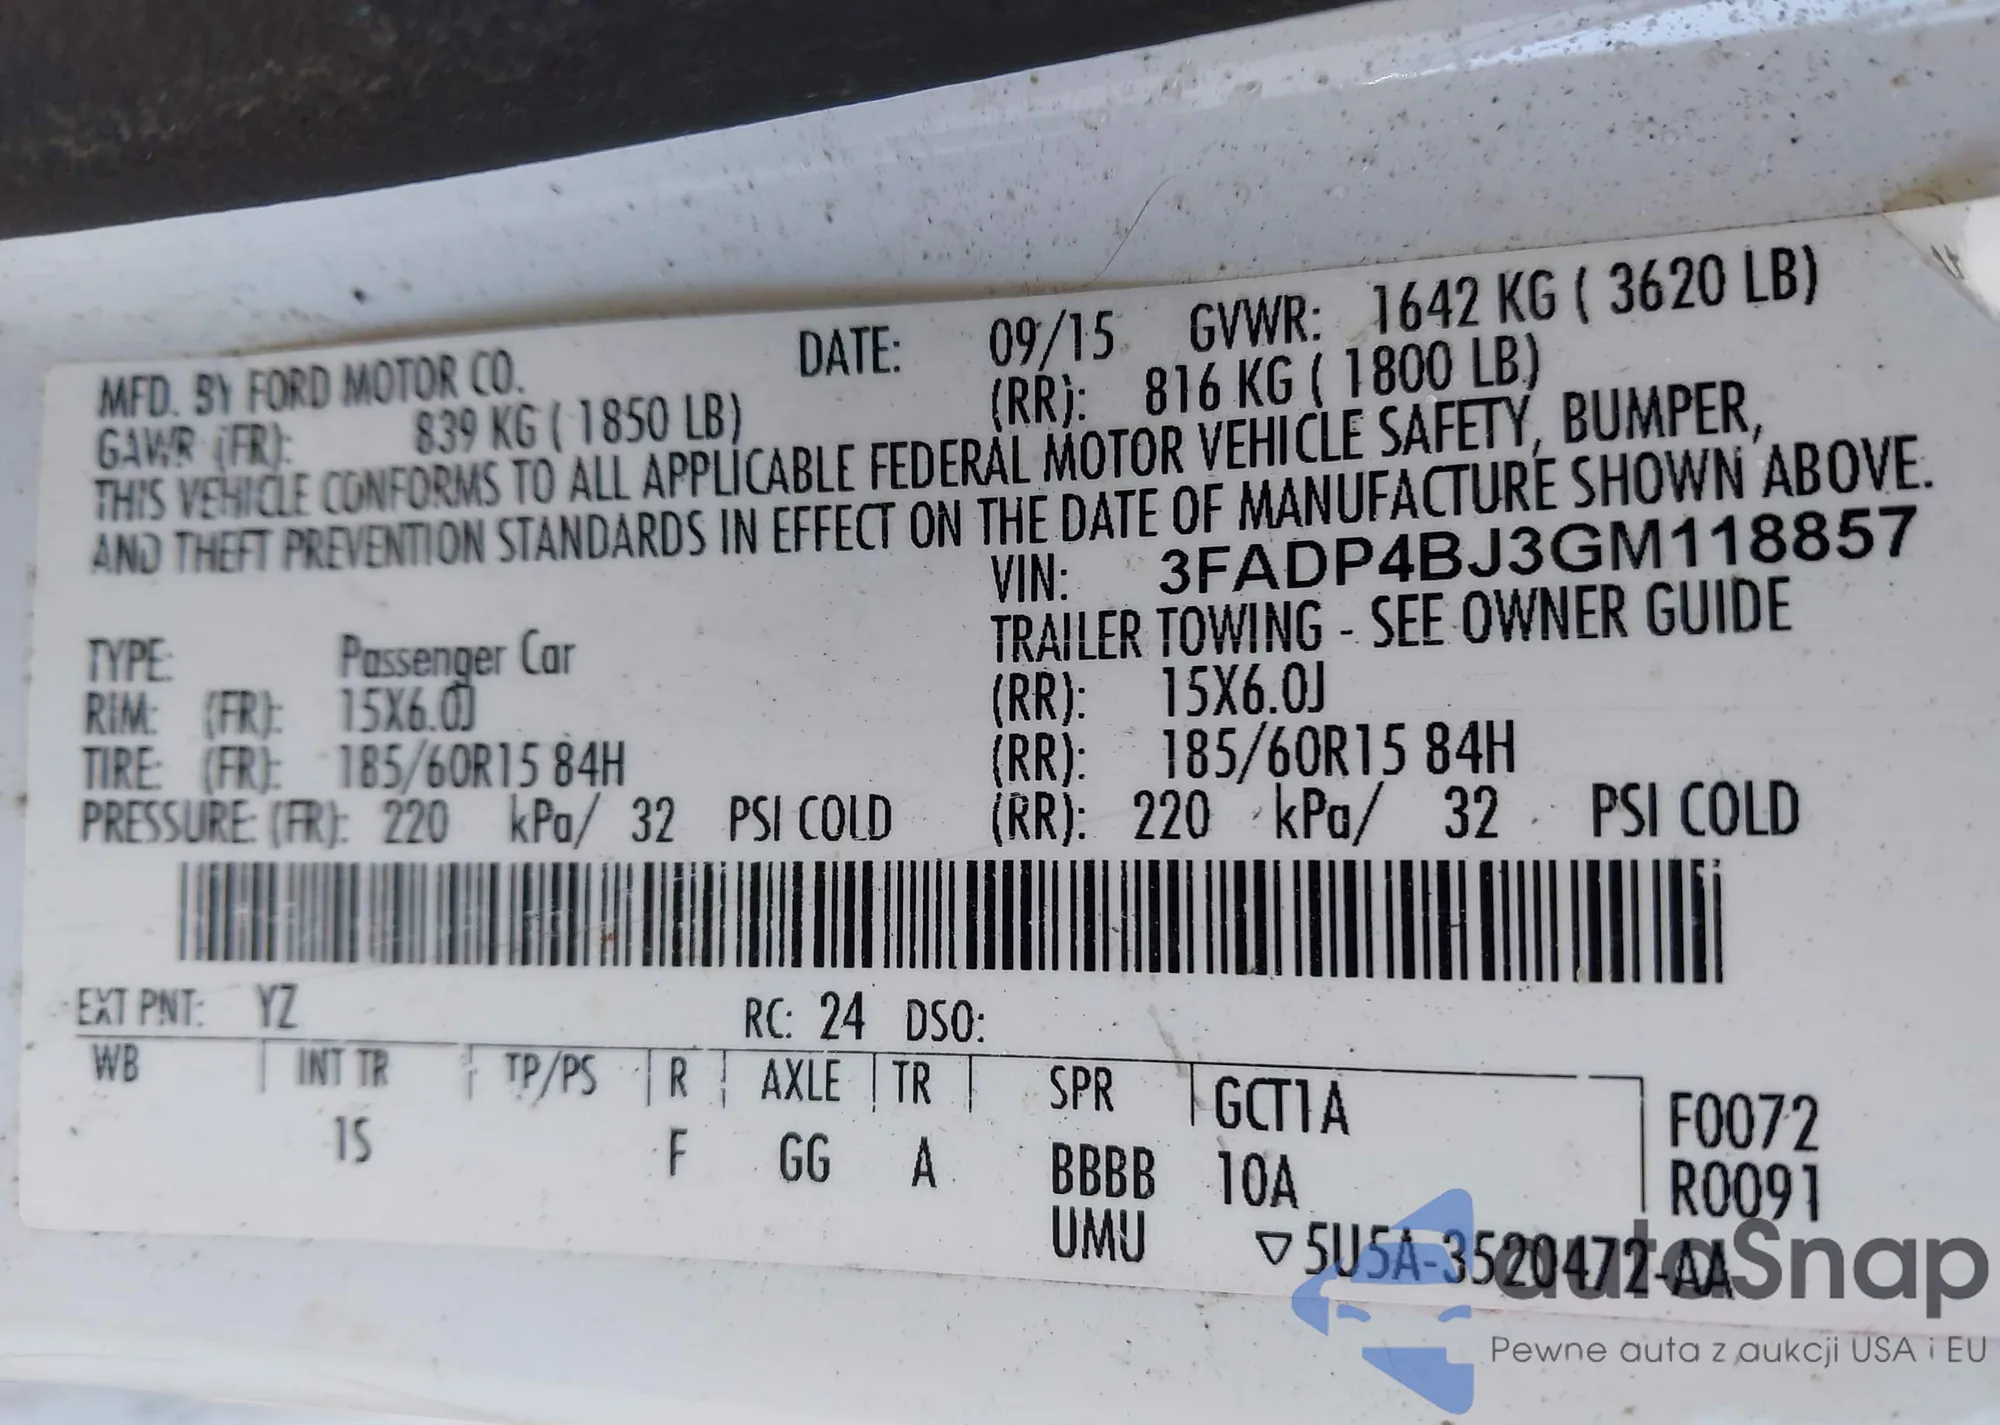 MFD. BY FORD MOTOR CO. DATE: 09/15 GVWR: 1642 KG ( 3620 LB)
GAWR (FR): 839 KG ( 1850 LB) (RR): 816 KG ( 1800 LB)
THIS VEHICLE CONFORMS TO ALL APPLICABLE FEDERAL MOTOR VEHICLE SAFETY, BUMPER,
AND THEFT PREVENTION STANDARDS IN EFFECT ON THE DATE OF MANUFACTURE SHOWN ABOVE.
VIN: 3FADP4BJ3GM118857
TRAILER TOWING - SEE OWNER GUIDE
TYPE: Passenger Car
RIM: (FR): 15X6.0J (RR): 15X6.0J
TIRE: (FR): 185/60R15 84H (RR): 185/60R15 84H
PRESSURE: (FR): 220 kPa/ 32 PSI COLD (RR): 220 kPa/ 32 PSI COLD
EXT PNT: YZ RC: 24 DSO:
WB INT TR TP/PS R AXLE TR SPR GCT1A F0072
1S F GG A BBBB 10A R0091
UMU ▽5U5A-3520472-AA
autaSnap
Pewne auta z aukcji USA i EU